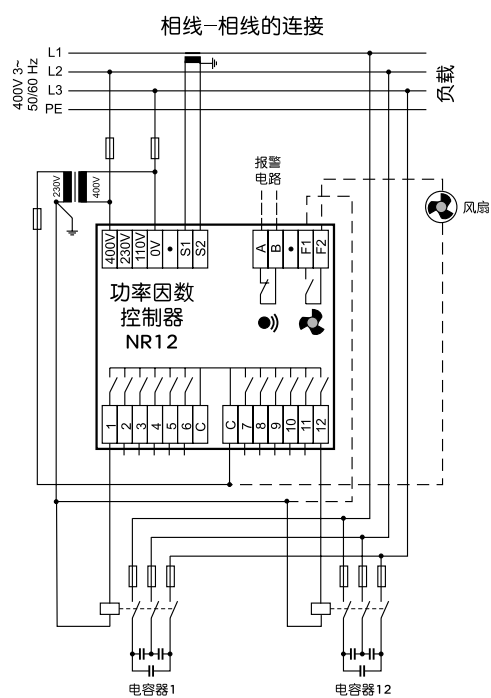 相线-相线的连接
L1
L2
L3
PE
400V 3~
50/60 Hz
负载
230V
400V
报警
电路
风扇
400V
230V
110V
0V
•
S1
S2
A
B
•
F1
F2
功率因数
控制器
NR12
1
2
3
4
5
6
C
C
7
8
9
10
11
12
电容器1
电容器12